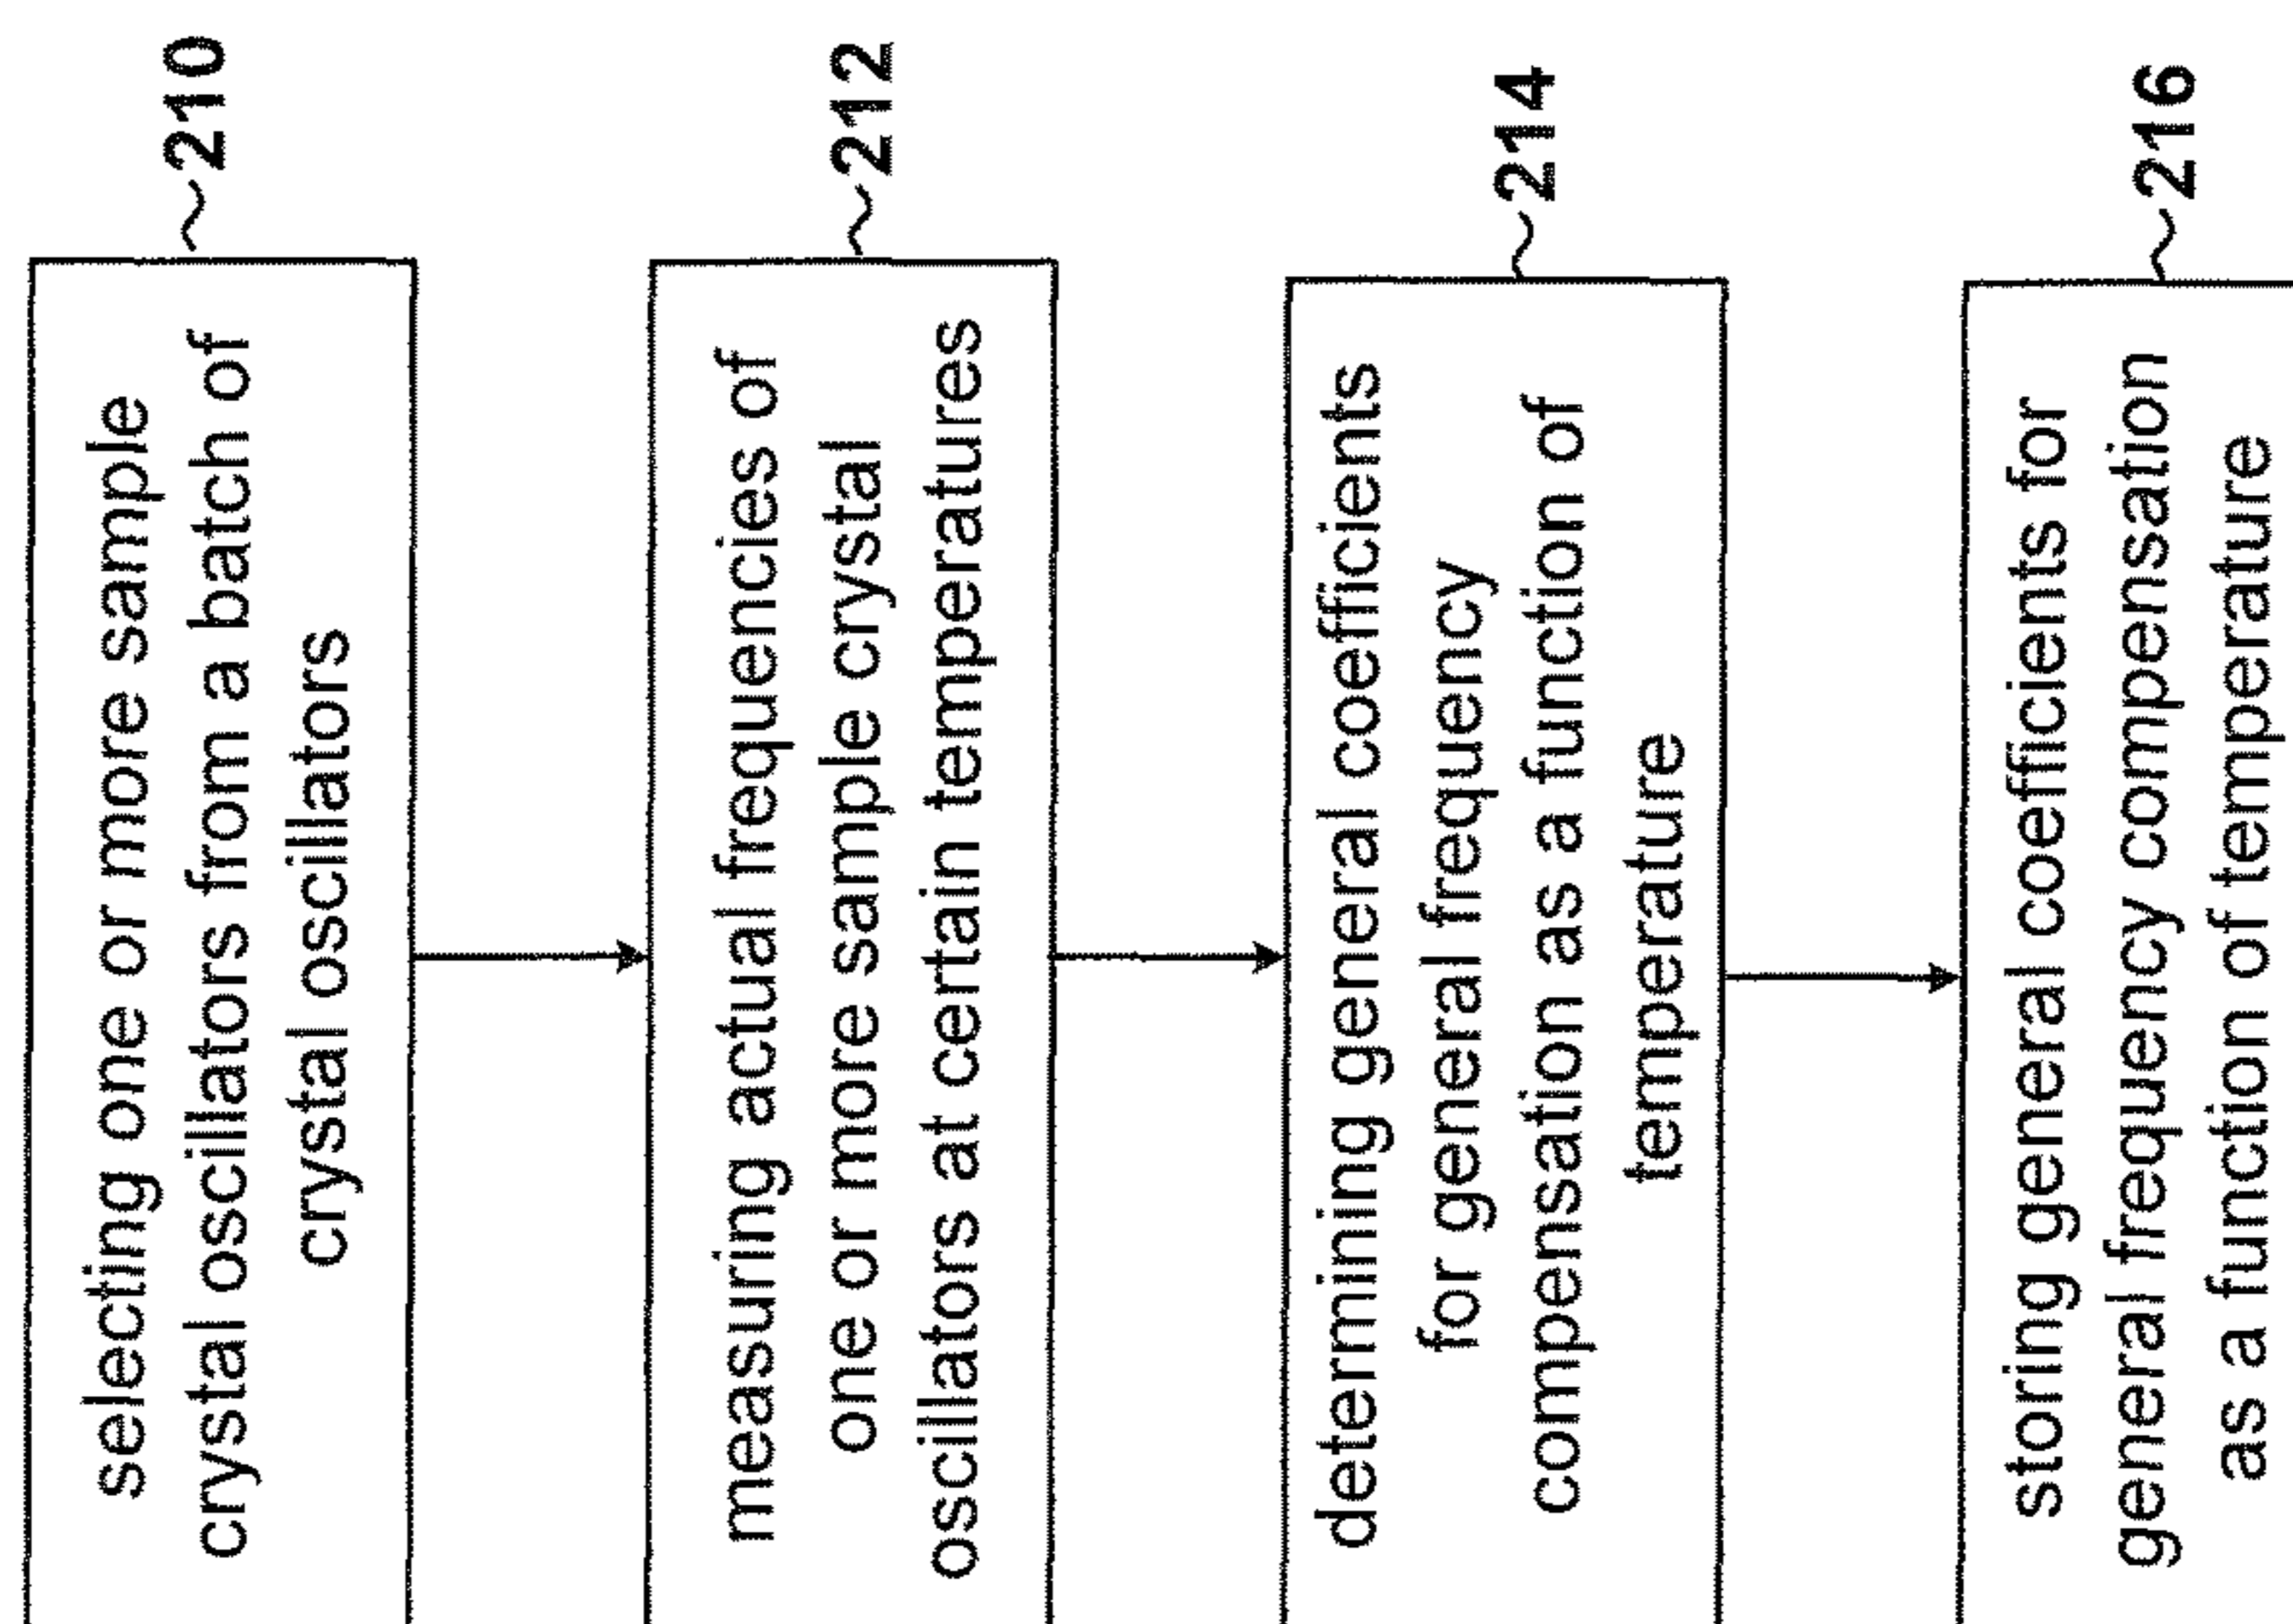 selecting one or more sample
crystal oscillators from a batch of
crystal oscillators
210
measuring actual frequencies of
one or more sample crystal
oscillators at certain temperatures
212
determining general coefficients
for general frequency
compensation as a function of
temperature
214
storing general coefficients for
general frequency compensation
as a function of temperature
216